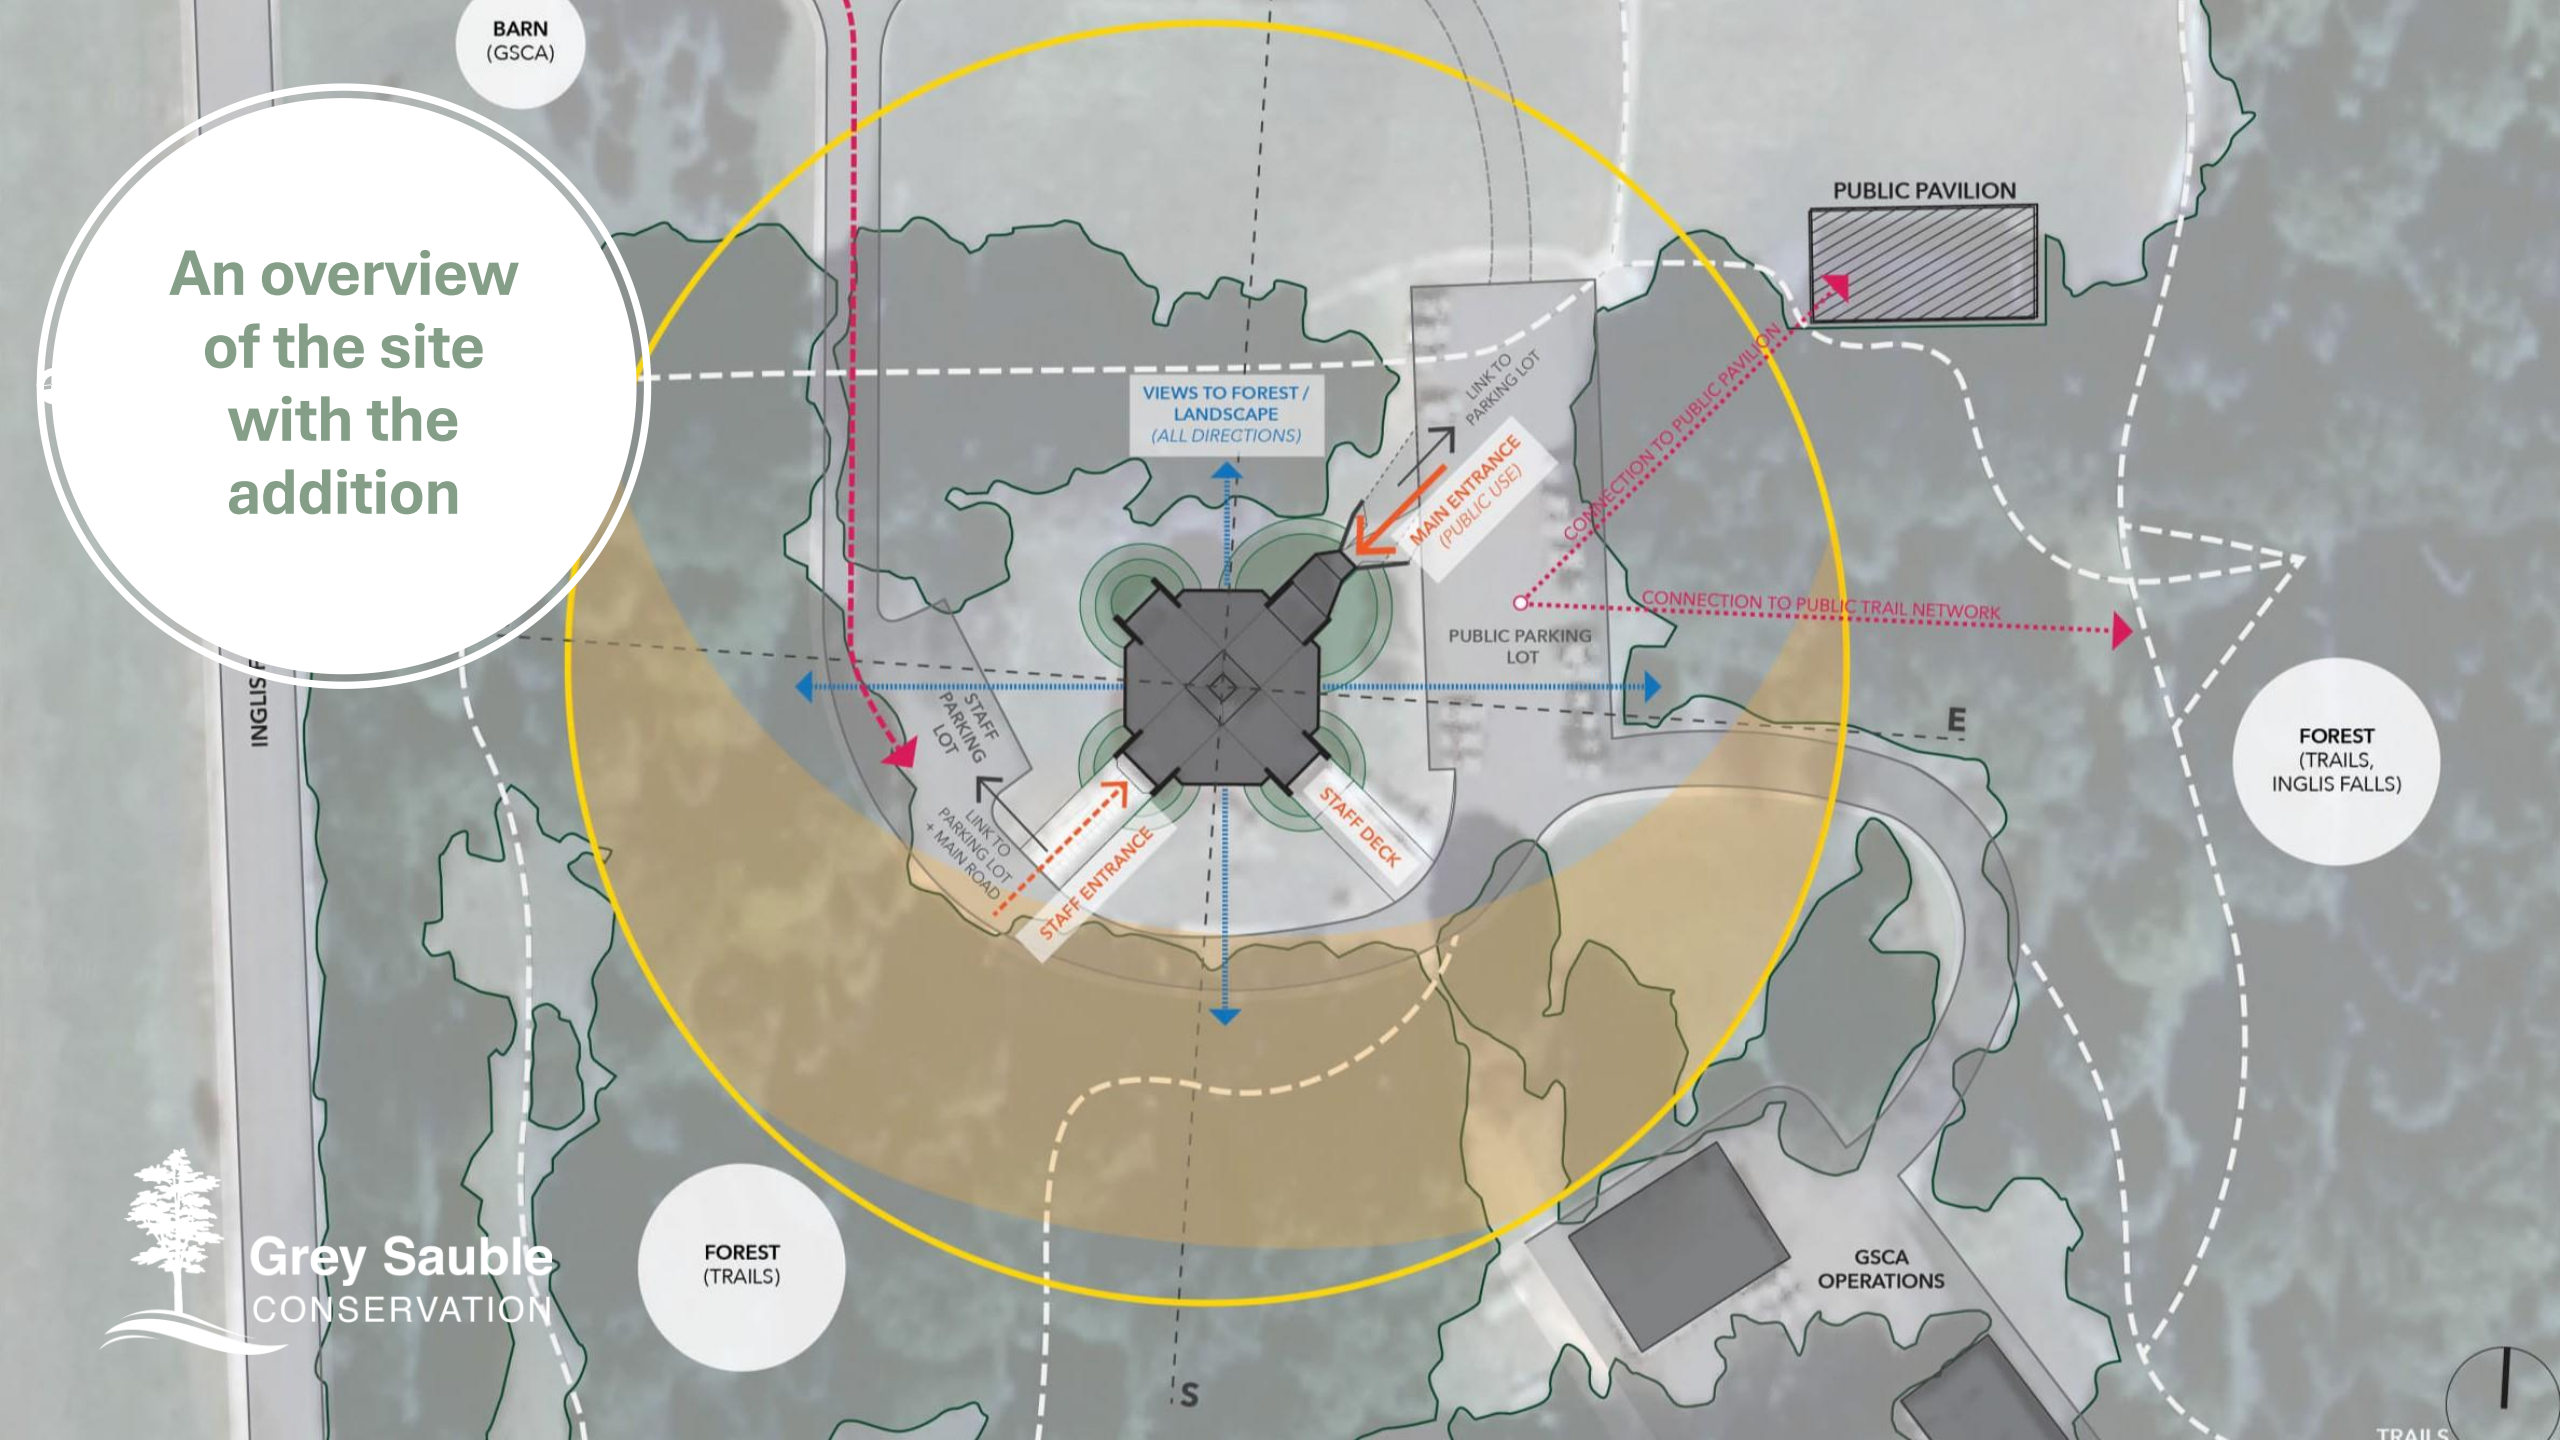 BARN
(GSCA)
An overview
of the site
with the
addition
PUBLIC PAVILION
VIEWS TO FOREST /
LANDSCAPE
(ALL DIRECTIONS)
LINK TO
PARKING LOT
MAIN ENTRANCE
(PUBLIC USE)
CONNECTION TO PUBLIC PAVILION
CONNECTION TO PUBLIC TRAIL NETWORK
PUBLIC PARKING
LOT
E
INGLIS
STAFF
PARKING
LOT
LINK TO
PARKING LOT
+ MAIN ROAD
STAFF ENTRANCE
STAFF DECK
FOREST
(TRAILS,
INGLIS FALLS)
FOREST
(TRAILS)
GSCA
OPERATIONS
Grey Sauble
CONSERVATION
S
TRAILS